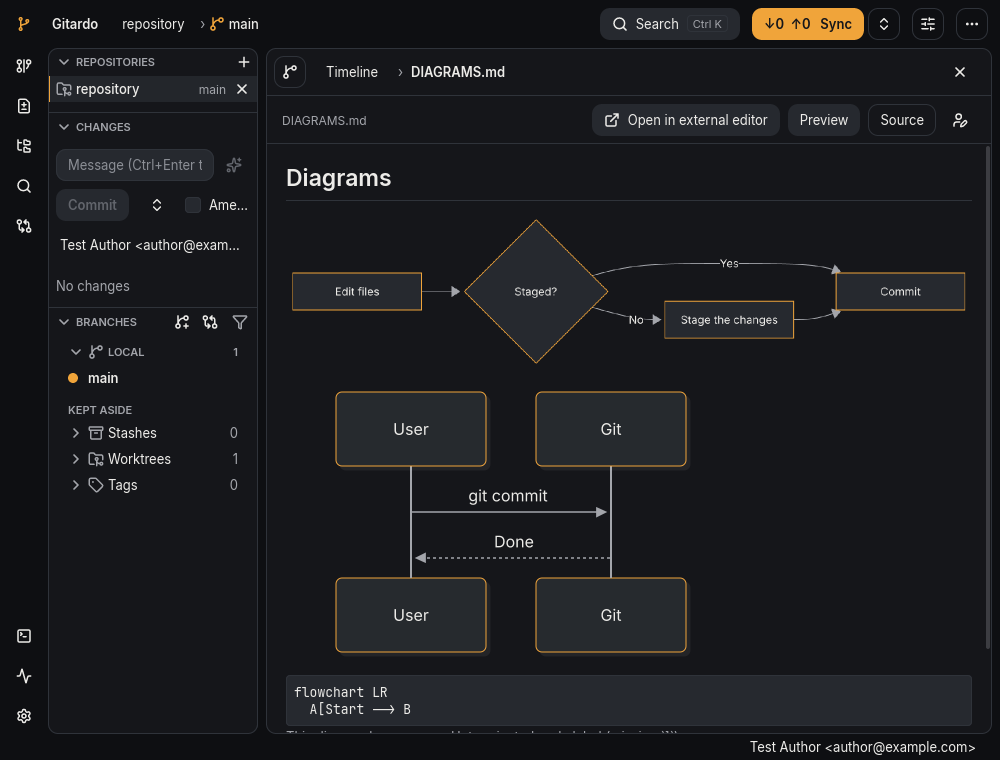 Gitardo repository › main Search Ctrl K ↓0 ↑0 Sync
REPOSITORIES
repository main
CHANGES
Message (Ctrl+Enter t
Commit Ame...
Test Author <author@exam...
No changes
BRANCHES
LOCAL 1
main
KEPT ASIDE
Stashes 0
Worktrees 1
Tags 0
Timeline › DIAGRAMS.md
DIAGRAMS.md Open in external editor Preview Source
Diagrams
Edit files
Staged?
Yes
No
Stage the changes
Commit
User Git
git commit
Done
User Git
flowchart LR
A[Start --> B
Test Author <author@example.com>